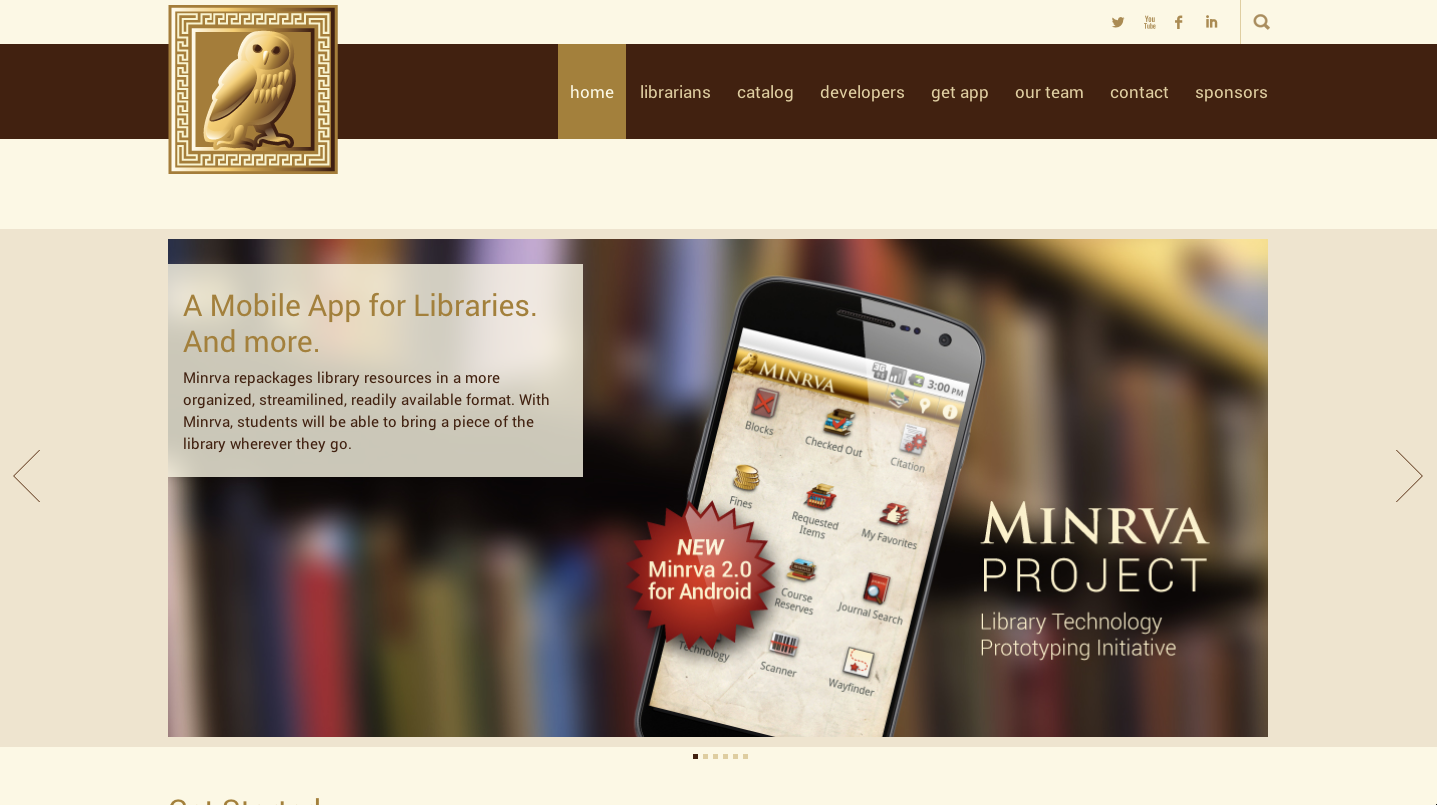 You
Tube
home
librarians
catalog
developers
get app
our team
contact
sponsors
A Mobile App for Libraries.
And more.
Minrva repackages library resources in a more
organized, streamilined, readily available format. With
Minrva, students will be able to bring a piece of the
library wherever they go.
3:00 PM
MINRVA
Blocks
Checked Out
Citation
Fines
Requested
Items
My Favorites
Course
Reserves
Journal Search
Technology
Scanner
Wayfinder
NEW
Minrva 2.0
for Android
MINRVA
PROJECT
Library Technology
Prototyping Initiative
Get Started